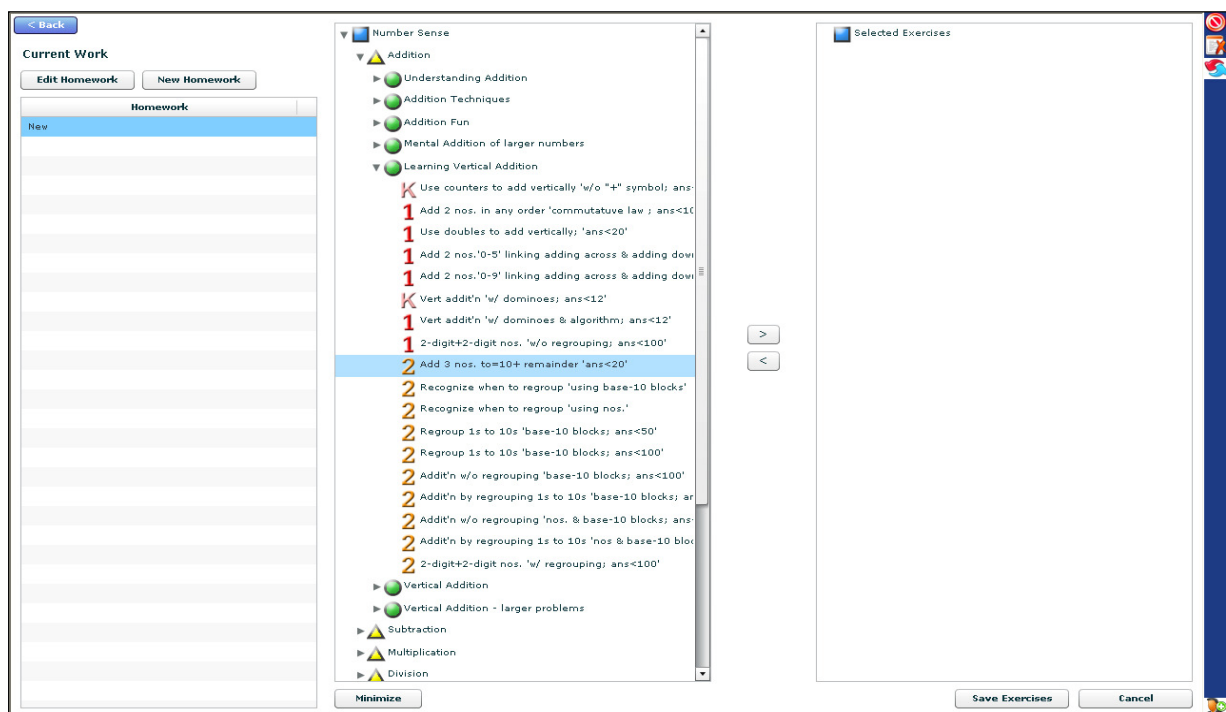 < Back
Current Work
Edit Homework
New Homework
Homework
New
Number Sense
Addition
Understanding Addition
Addition Techniques
Addition Fun
Mental Addition of larger numbers
Learning Vertical Addition
K Use counters to add vertically 'w/o "+" symbol; ans
1 Add 2 nos. in any order 'commutatuve law ; ans<10
1 Use doubles to add vertically; 'ans<20'
1 Add 2 nos.'0-5' linking adding across & adding dow
1 Add 2 nos.'0-9' linking adding across & adding dow
K Vert addit'n 'w/ dominoes; ans<12'
1 Vert addit'n 'w/ dominoes & algorithm; ans<12'
1 2-digit+2-digit nos. 'w/o regrouping; ans<100'
2 Add 3 nos. to=10+ remainder 'ans<20'
2 Recognize when to regroup 'using base-10 blocks'
2 Recognize when to regroup 'using nos.'
2 Regroup 1s to 10s 'base-10 blocks; ans<50'
2 Regroup 1s to 10s 'base-10 blocks; ans<100'
2 Addit'n w/o regrouping 'base-10 blocks; ans<100'
2 Addit'n by regrouping 1s to 10s 'base-10 blocks; ar
2 Addit'n w/o regrouping 'nos. & base-10 blocks; ans
2 Addit'n by regrouping 1s to 10s 'nos & base-10 bloc
2 2-digit+2-digit nos. 'w/ regrouping; ans<100'
Vertical Addition
Vertical Addition - larger problems
Subtraction
Multiplication
Division
Minimize
>
<
Selected Exercises
Save Exercises
Cancel